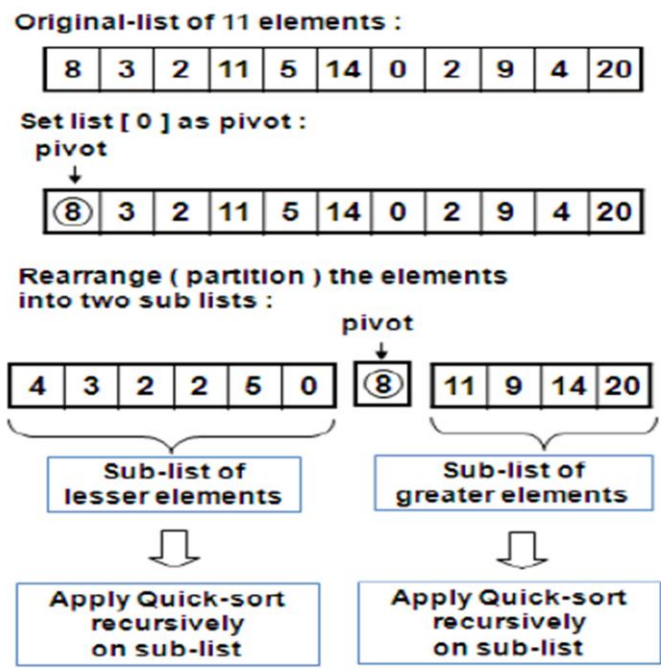 Original-list of 11 elements :
8 3 2 11 5 14 0 2 9 4 20
Set list [ 0 ] as pivot :
pivot
8 3 2 11 5 14 0 2 9 4 20
Rearrange ( partition ) the elements
into two sub lists :
pivot
4 3 2 2 5 0 8 11 9 14 20
Sub-list of
lesser elements
Sub-list of
greater elements
Apply Quick-sort
recursively
on sub-list
Apply Quick-sort
recursively
on sub-list